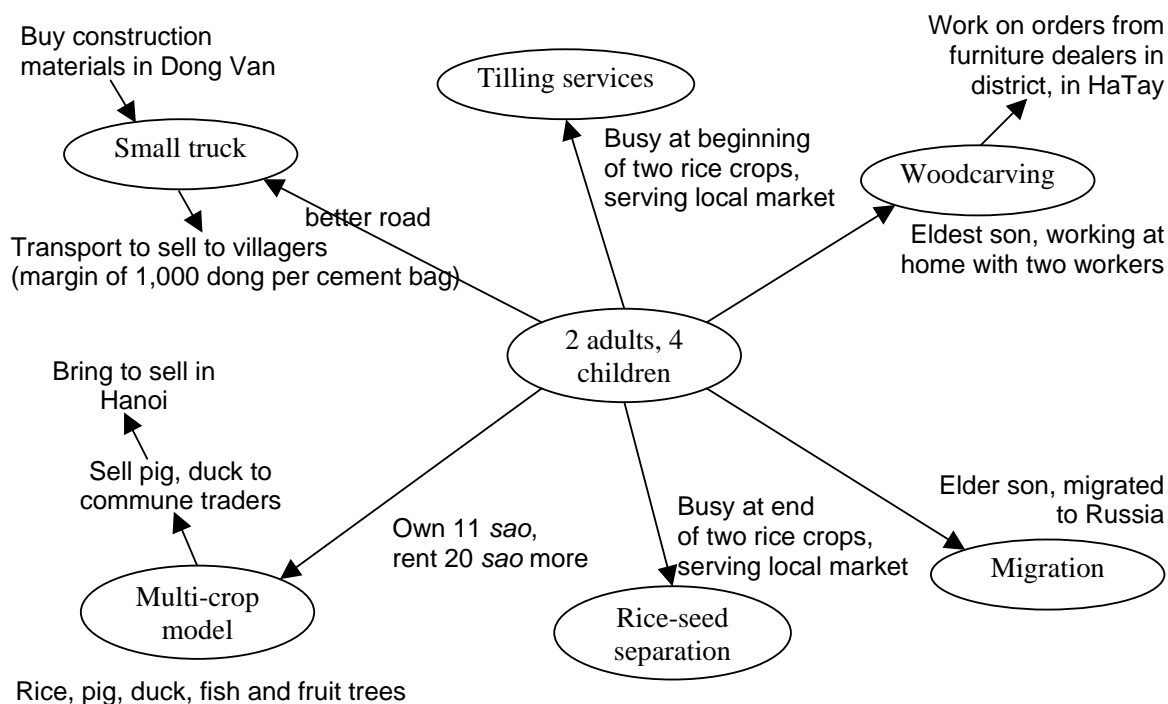 Buy construction
materials in Dong Van
Small truck
better road
Transport to sell to villagers
(margin of 1,000 dong per cement bag)
Tilling services
Busy at beginning
of two rice crops,
serving local market
Work on orders from
furniture dealers in
district, in HaTay
Woodcarving
Eldest son, working at
home with two workers
2 adults, 4
children
Bring to sell in
Hanoi
Sell pig, duck to
commune traders
Own 11 sao,
rent 20 sao more
Multi-crop
model
Rice, pig, duck, fish and fruit trees
Busy at end
of two rice crops,
serving local market
Rice-seed
separation
Elder son, migrated
to Russia
Migration